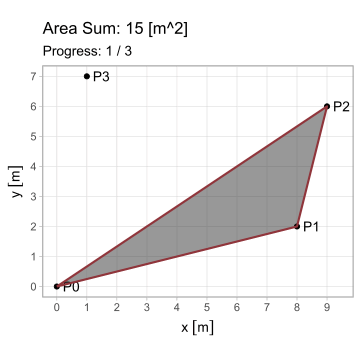 Area Sum: 15 [m^2]
Progress: 1 / 3
7
6
5
4
3
2
1
0
y [m]
P3
P2
P1
P0
0 1 2 3 4 5 6 7 8 9
x [m]